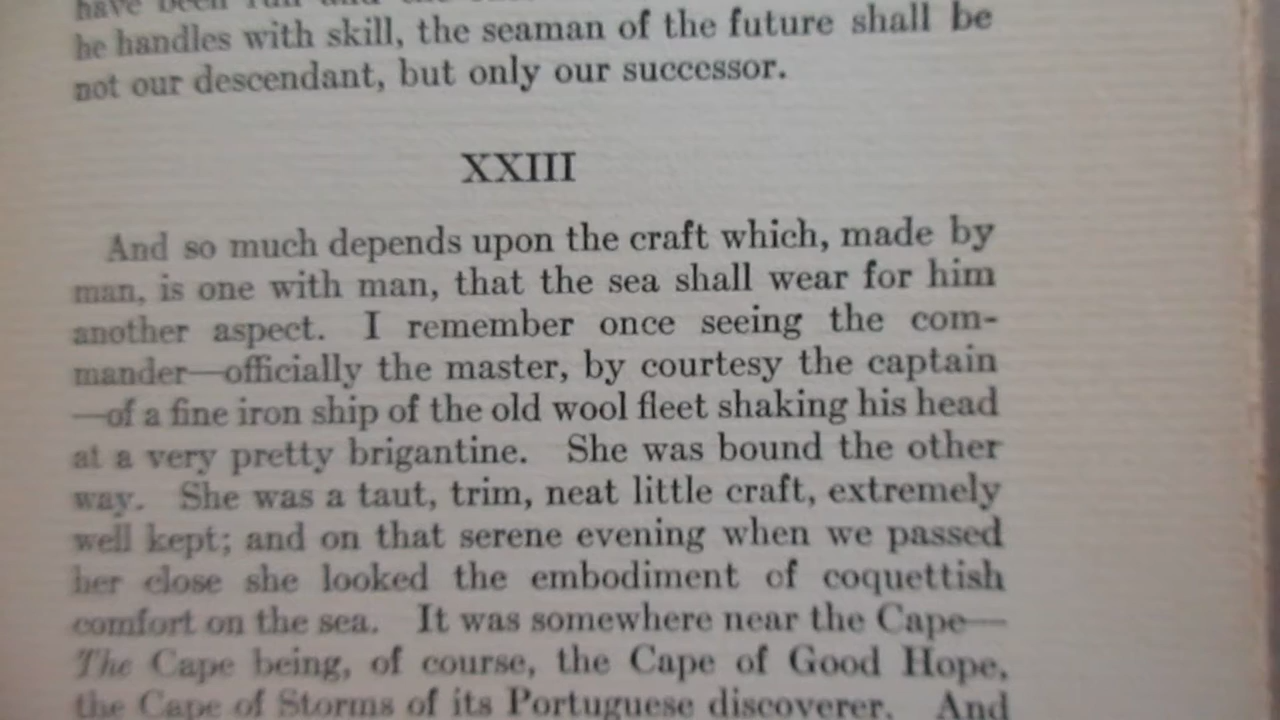 have been run and the
he handles with skill, the seaman of the future shall be
not our descendant, but only our successor.
XXIII
And so much depends upon the craft which, made by
man, is one with man, that the sea shall wear for him
another aspect. I remember once seeing the com-
mander—officially the master, by courtesy the captain
—of a fine iron ship of the old wool fleet shaking his head
at a very pretty brigantine. She was bound the other
way. She was a taut, trim, neat little craft, extremely
well kept; and on that serene evening when we passed
her close she looked the embodiment of coquettish
comfort on the sea. It was somewhere near the Cape—
The Cape being, of course, the Cape of Good Hope,
the Cape of Storms of its Portuguese discoverer. And